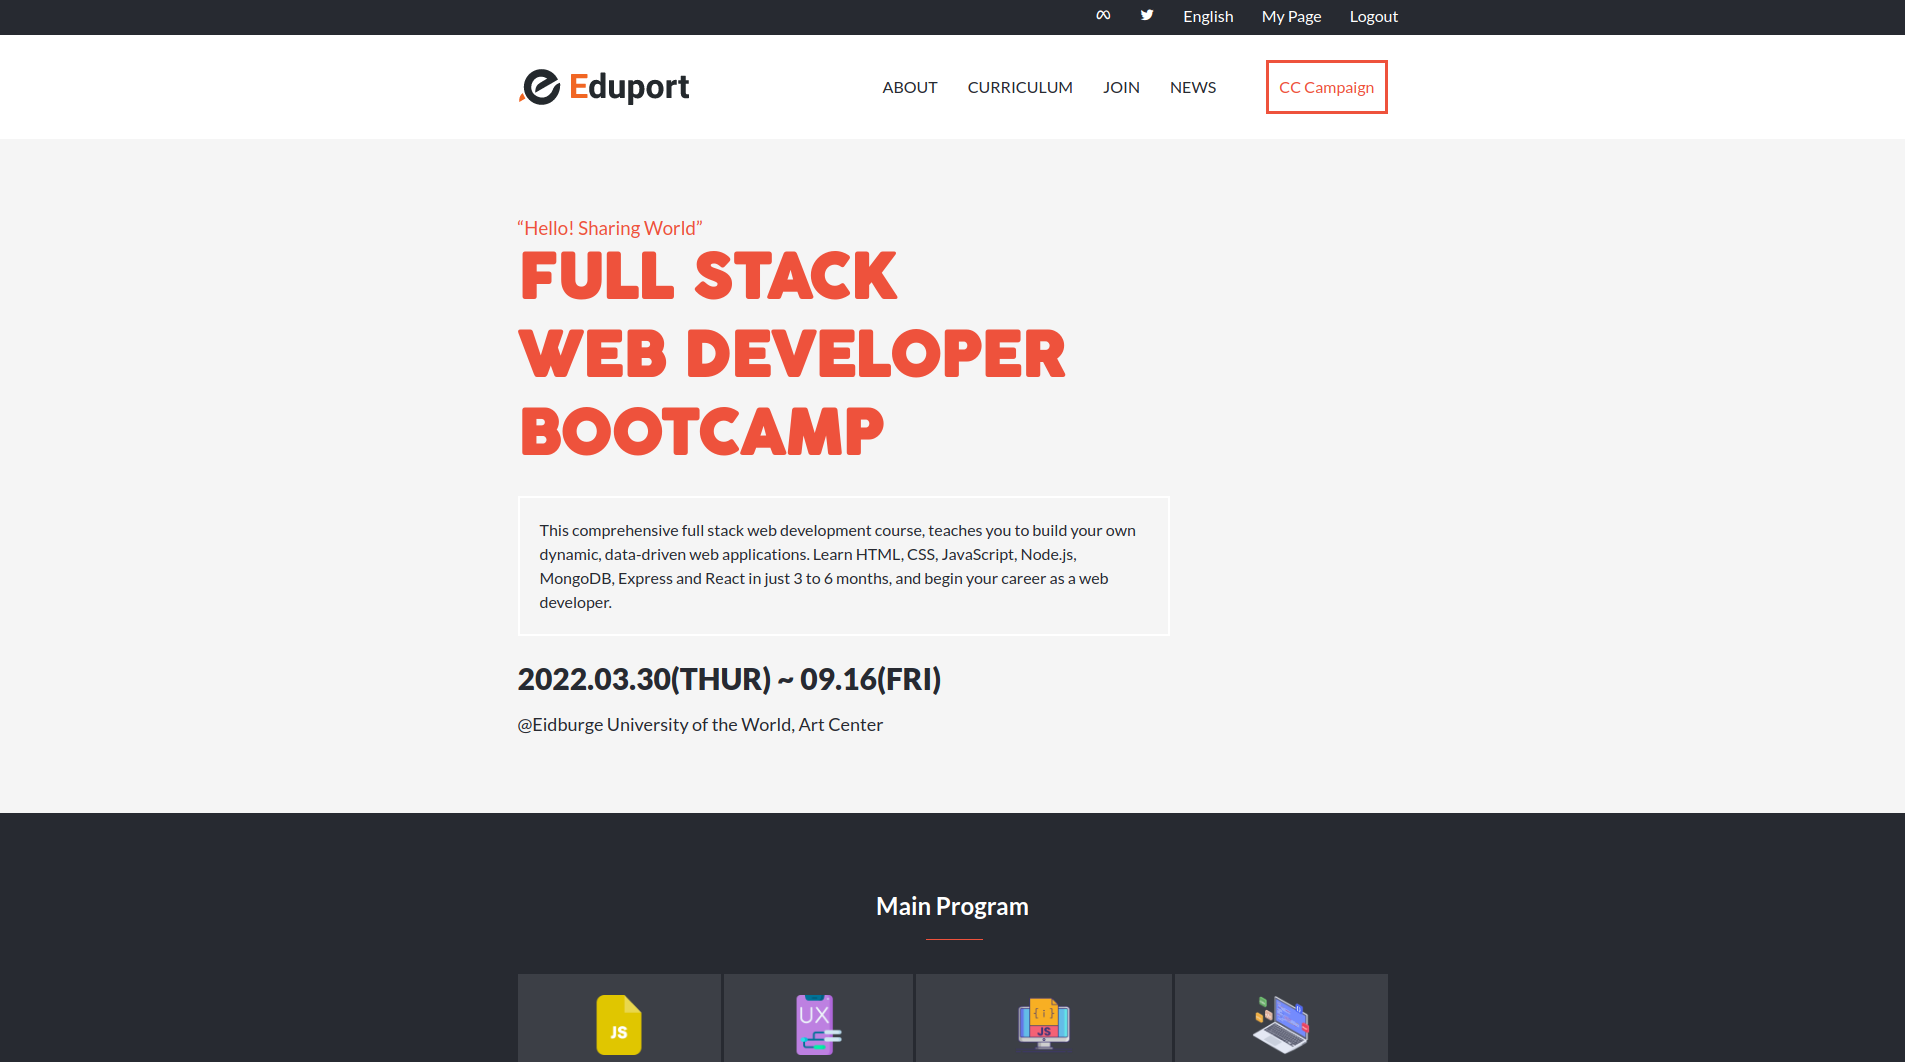 English My Page Logout
Eduport
ABOUT CURRICULUM JOIN NEWS CC Campaign
“Hello! Sharing World”
FULL STACK
WEB DEVELOPER
BOOTCAMP
This comprehensive full stack web development course, teaches you to build your own
dynamic, data-driven web applications. Learn HTML, CSS, JavaScript, Node.js,
MongoDB, Express and React in just 3 to 6 months, and begin your career as a web
developer.
2022.03.30(THUR) ~ 09.16(FRI)
@Eidburge University of the World, Art Center
Main Program
JS
UX
{ i }
JS